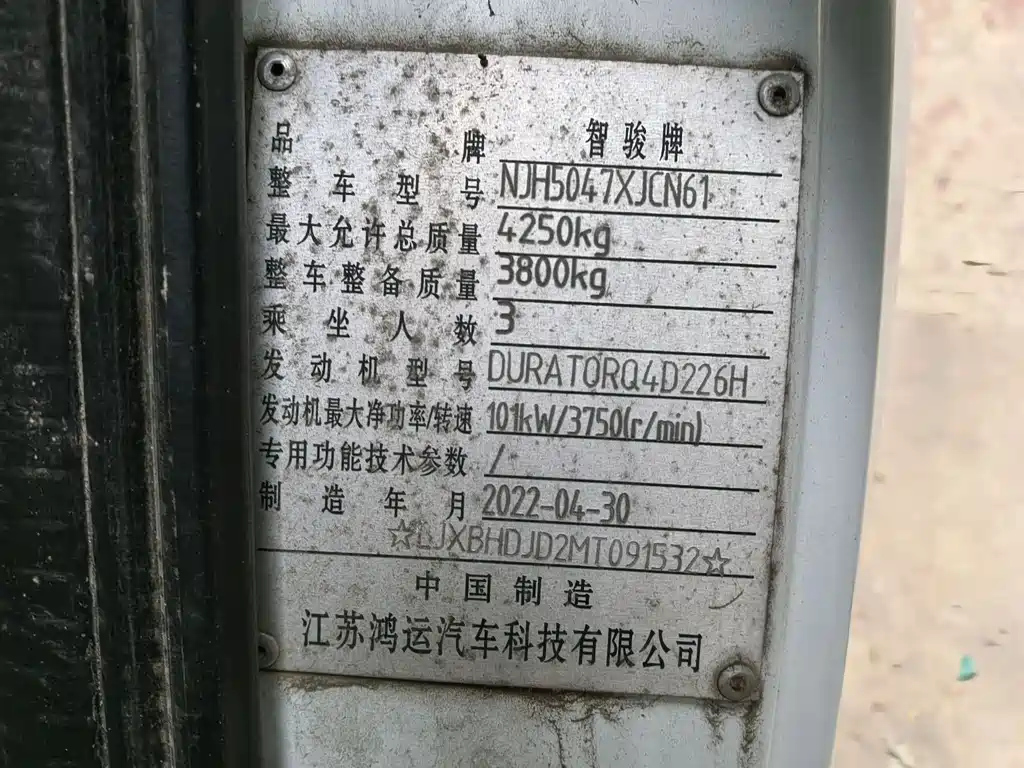 品牌 智骏牌
整车型号 NJH5047XJCN61
最大允许总质量 4250kg
整车整备质量 3800kg
乘坐人数 3
发动机型号 DURATORQ4D226H
发动机最大净功率/转速 101kW/3750(r/min)
专用功能技术参数 /
制造年月 2022-04-30
☆LJXBHDJD2MT091532☆
中国制造
江苏鸿运汽车科技有限公司